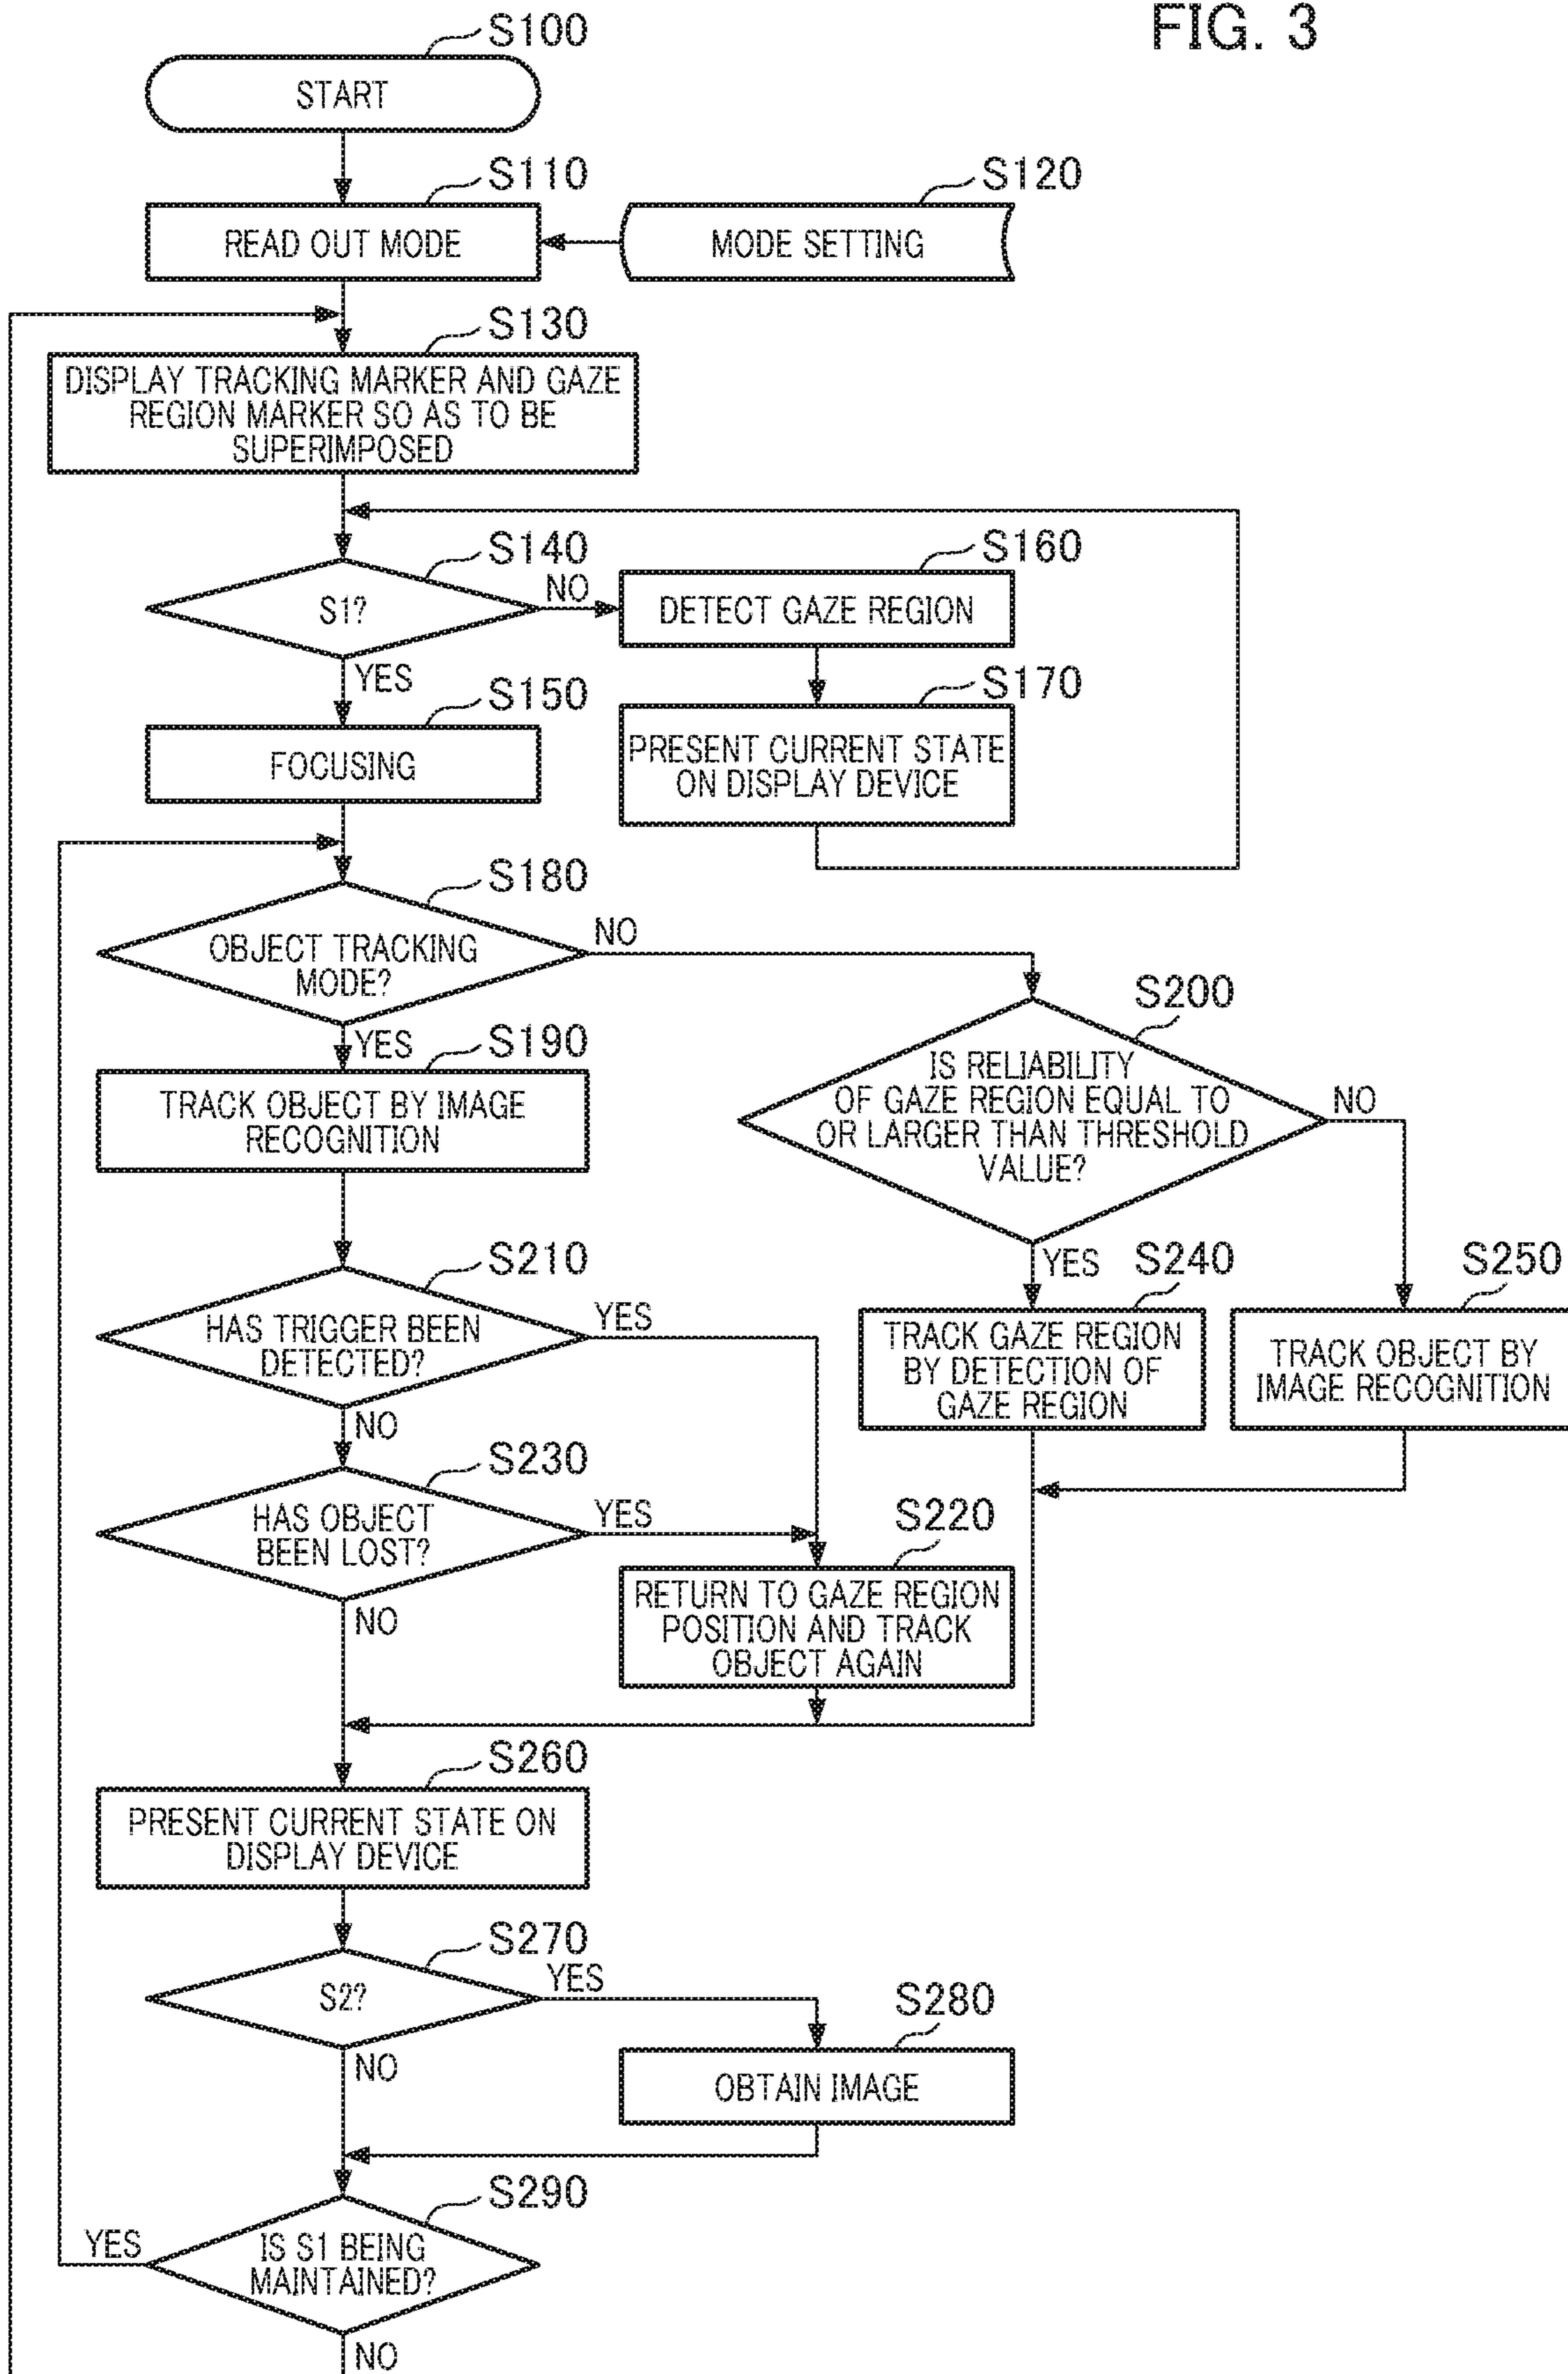 FIG. 3
S100
START
S110
READ OUT MODE
S120
MODE SETTING
S130
DISPLAY TRACKING MARKER AND GAZE
REGION MARKER SO AS TO BE
SUPERIMPOSED
S140
S1?
NO
YES
S160
DETECT GAZE REGION
S150
FOCUSING
S170
PRESENT CURRENT STATE
ON DISPLAY DEVICE
S180
OBJECT TRACKING
MODE?
NO
YES
S190
TRACK OBJECT BY IMAGE
RECOGNITION
S200
IS RELIABILITY
OF GAZE REGION EQUAL TO
OR LARGER THAN THRESHOLD
VALUE?
NO
YES
S210
HAS TRIGGER BEEN
DETECTED?
YES
NO
S240
TRACK GAZE REGION
BY DETECTION OF
GAZE REGION
S250
TRACK OBJECT BY
IMAGE RECOGNITION
S230
HAS OBJECT
BEEN LOST?
YES
NO
S220
RETURN TO GAZE REGION
POSITION AND TRACK
OBJECT AGAIN
S260
PRESENT CURRENT STATE ON
DISPLAY DEVICE
S270
S2?
YES
NO
S280
OBTAIN IMAGE
S290
IS S1 BEING
MAINTAINED?
YES
NO